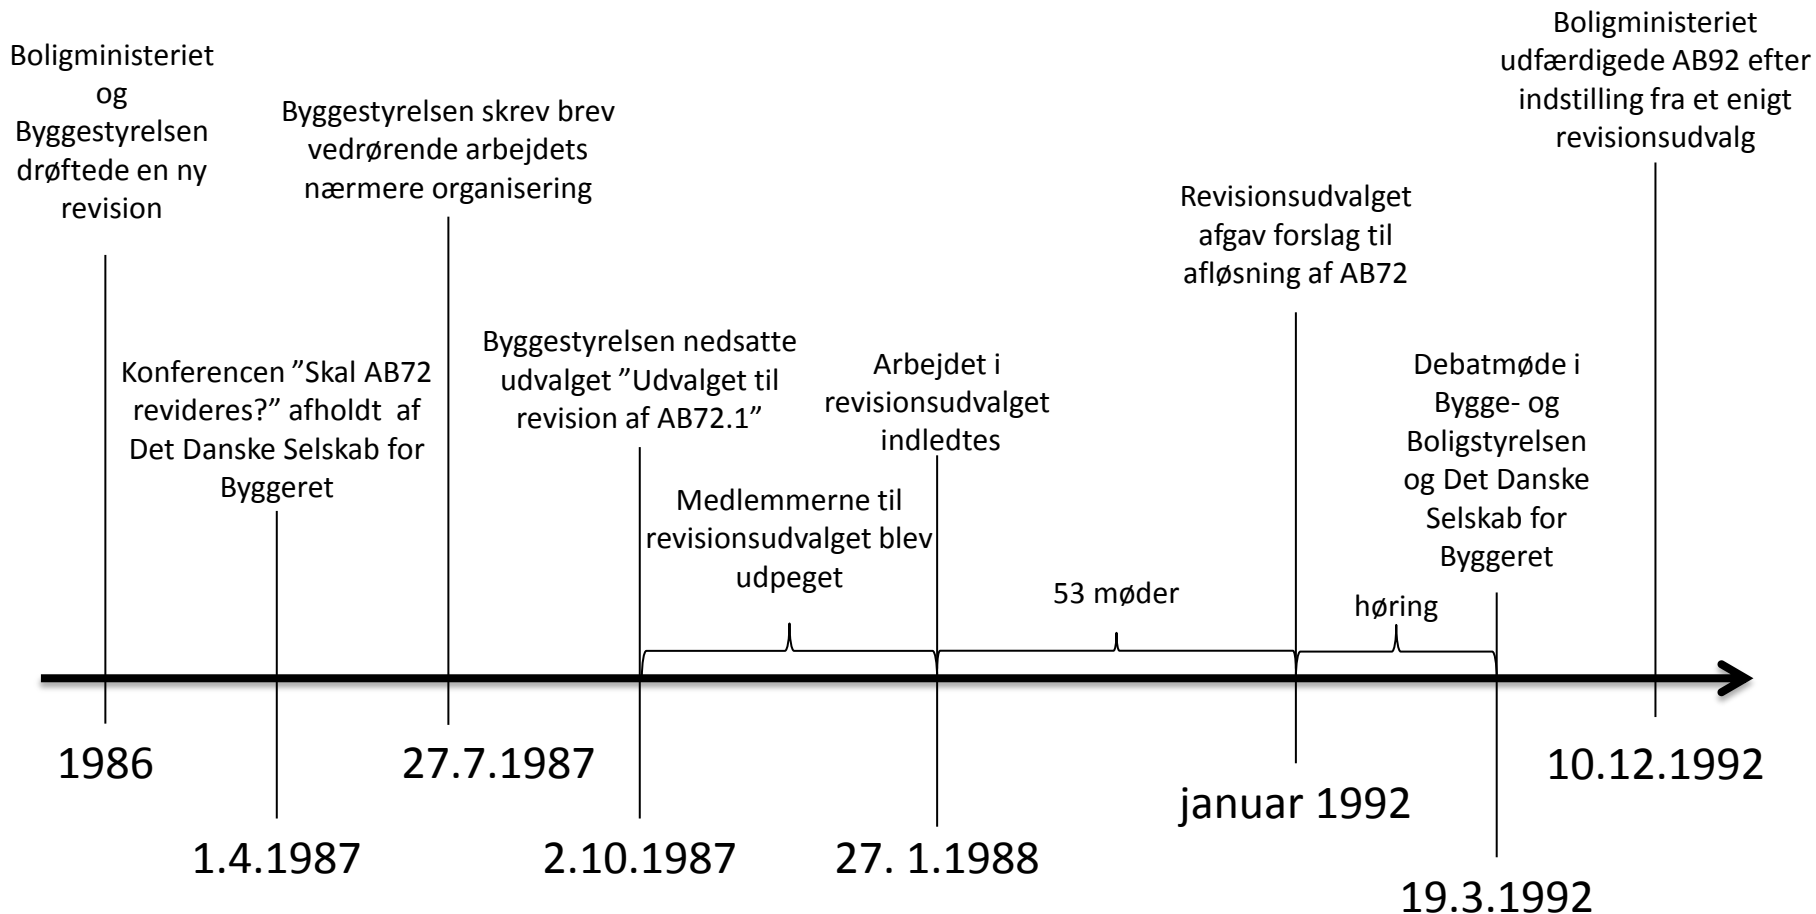 Boligministeriet
og
Byggestyrelsen
drøftede en ny
revision
Konferencen ”Skal AB72
revideres?” afholdt af
Det Danske Selskab for
Byggeret
Byggestyrelsen skrev brev
vedrørende arbejdets
nærmere organisering
Byggestyrelsen nedsatte
udvalget ”Udvalget til
revision af AB72.1”
Medlemmerne til
revisionsudvalget blev
udpeget
Arbejdet i
revisionsudvalget
indledtes
53 møder
Revisionsudvalget
afgav forslag til
afløsning af AB72
høring
Debatmøde i
Bygge- og
Boligstyrelsen
og Det Danske
Selskab for
Byggeret
Boligministeriet
udfærdigede AB92 efter
indstilling fra et enigt
revisionsudvalg
1986
1.4.1987
27.7.1987
2.10.1987
27. 1.1988
januar 1992
19.3.1992
10.12.1992